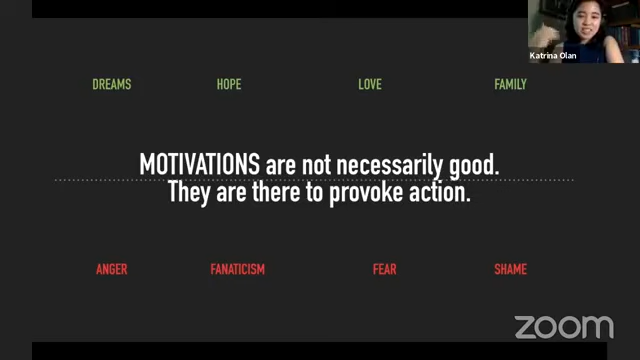 Katrina Olan
DREAMS HOPE LOVE FAMILY
MOTIVATIONS are not necessarily good.
They are there to provoke action.
ANGER FANATICISM FEAR SHAME
zoom